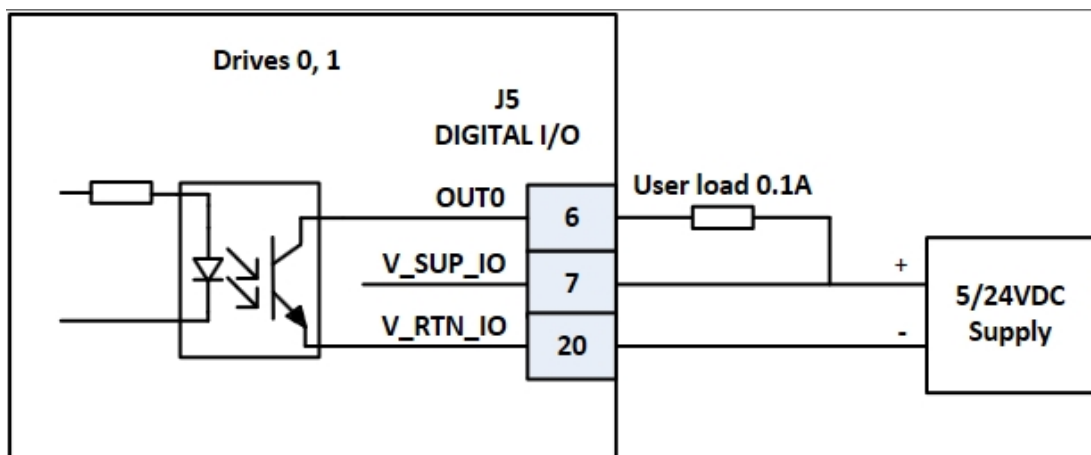 Drives 0, 1
J5
DIGITAL I/O
OUT0
6
User load 0.1A
V_SUP_IO
7
+
V_RTN_IO
20
-
5/24VDC
Supply